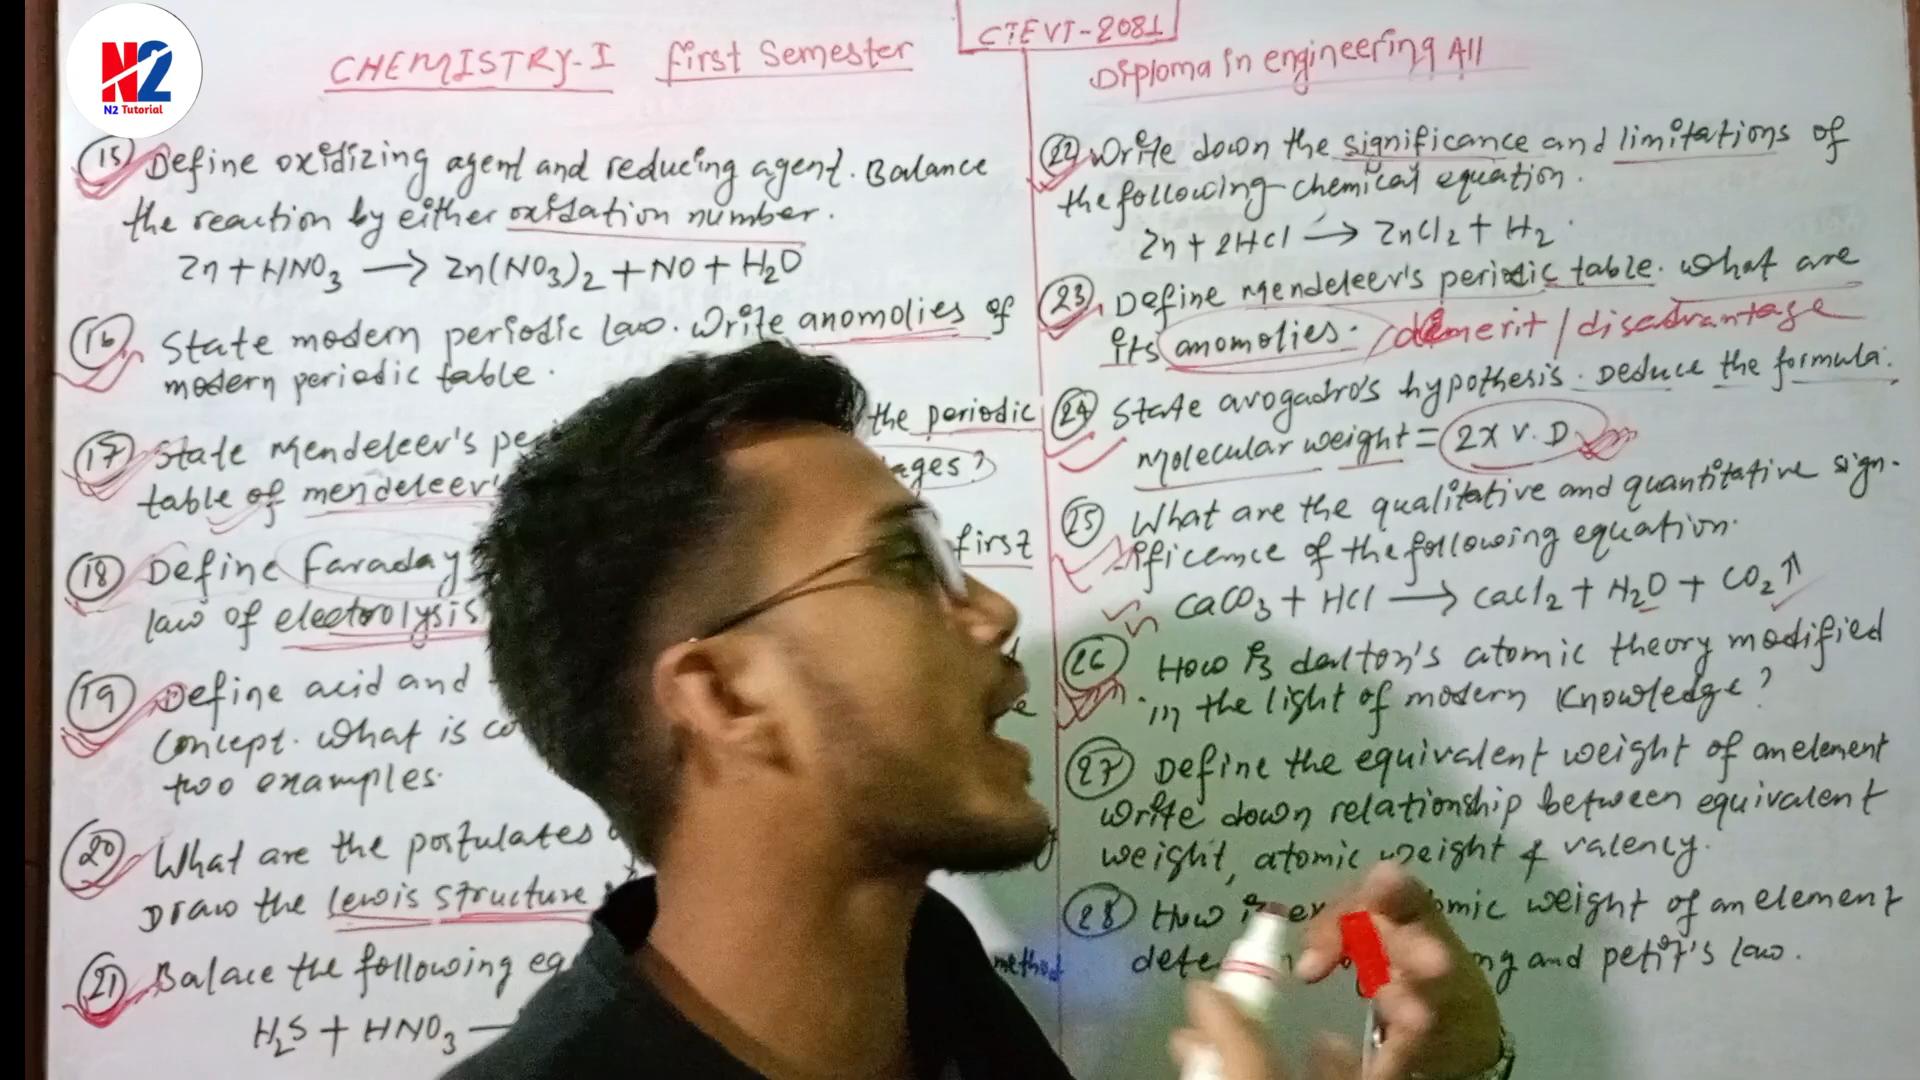 N2
N2 Tutorial
CTEVT-2081
CHEMISTRY-I First Semester
Diploma in engineering All
15) Define oxidizing agent and reducing agent. Balance
the reaction by either oxidation number.
Zn + HNO3 → Zn(NO3)2 + NO + H2O
16) State modern periodic law. Write anomolies of
modern periodic table.
17) State Mendeleev's the periodic
table of mendeleev's ages?
18) Define Faraday first
law of electrolysis
19) Define acid and
concept. What is
two examples.
20) What are the postulates
Draw the lewis structure
21) Balace the following method
H2S + HNO3
22) Write down the significance and limitations of
the following chemical equation.
Zn + 2HCl → ZnCl2 + H2.
23) Define Mendeleev's periodic table. What are
its anomolies. / demerit / disadvantage
24) State avogadro's hypothesis. Deduce the formula.
Molecular weight = 2X V.D
25) What are the qualitative and quantitative sign-
ificance of the following equation.
CaCO3 + HCl → CaCl2 + H2O + CO2↑
26) How is dalton's atomic theory modified
in the light of modern Knowledge?
27) Define the equivalent weight of an element
write down relationship between equivalent
weight, atomic weight & valency.
28) How weight of an element
and petit's law.